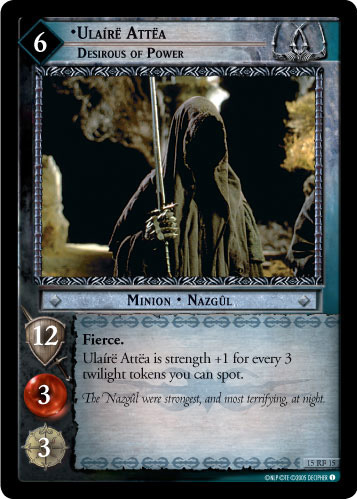 6
•Ulaírë Attëa
Desirous of Power
Minion • Nazgûl
12
Fierce.
Ulaírë Attëa is strength +1 for every 3
twilight tokens you can spot.
3
The Nazgûl were strongest, and most terrifying, at night.
3
15 RF 15
©NLP ©TE ©2005 DECIPHER